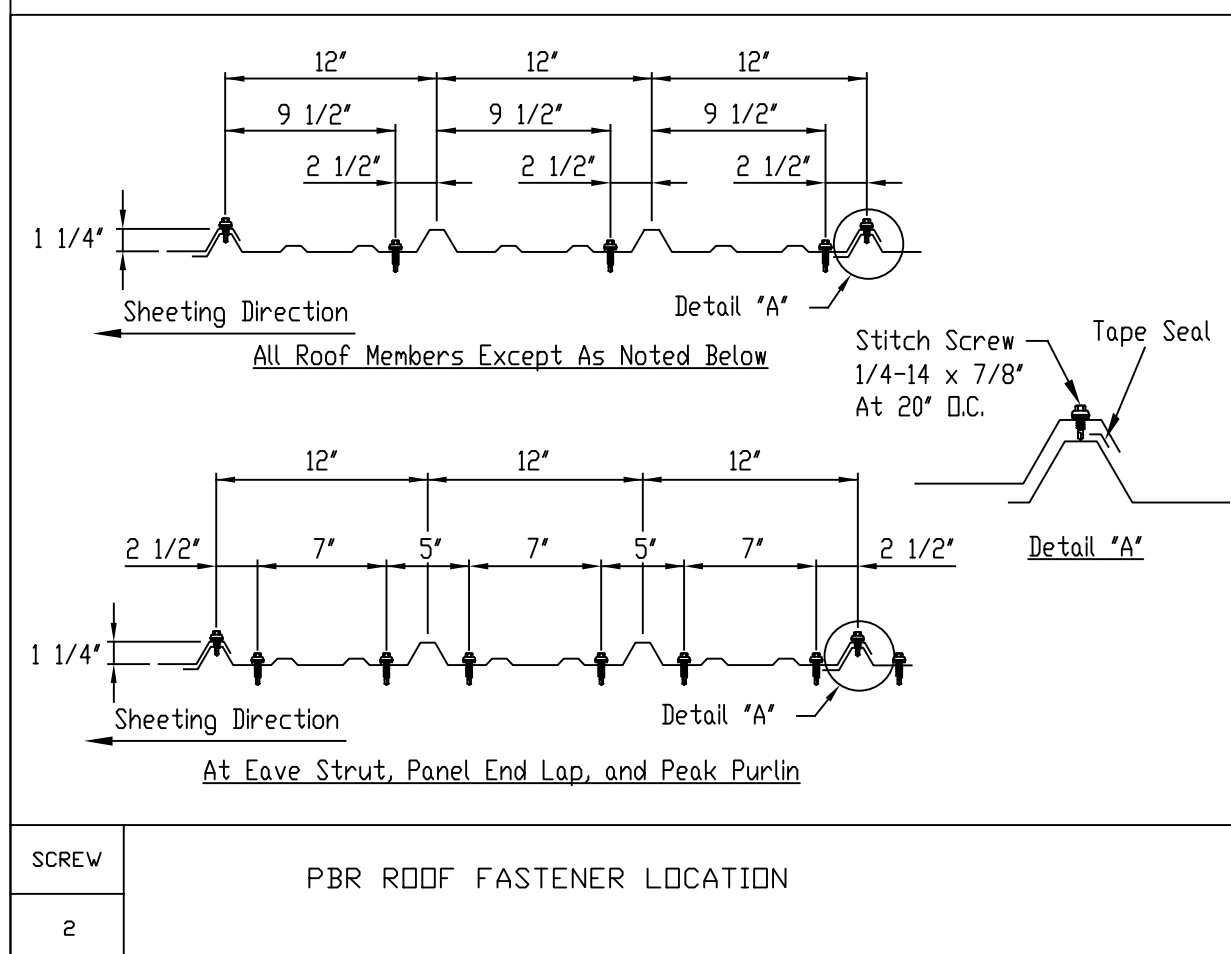 12" 12" 12"
9 1/2" 9 1/2" 9 1/2"
2 1/2" 2 1/2" 2 1/2"
1 1/4"
Sheeting Direction
Detail "A"
All Roof Members Except As Noted Below
Stitch Screw
1/4-14 x 7/8"
At 20" O.C.
Tape Seal
Detail "A"
12" 12" 12"
2 1/2" 7" 5" 7" 5" 7" 2 1/2"
1 1/4"
Sheeting Direction
Detail "A"
At Eave Strut, Panel End Lap, and Peak Purlin
SCREW
2
PBR ROOF FASTENER LOCATION